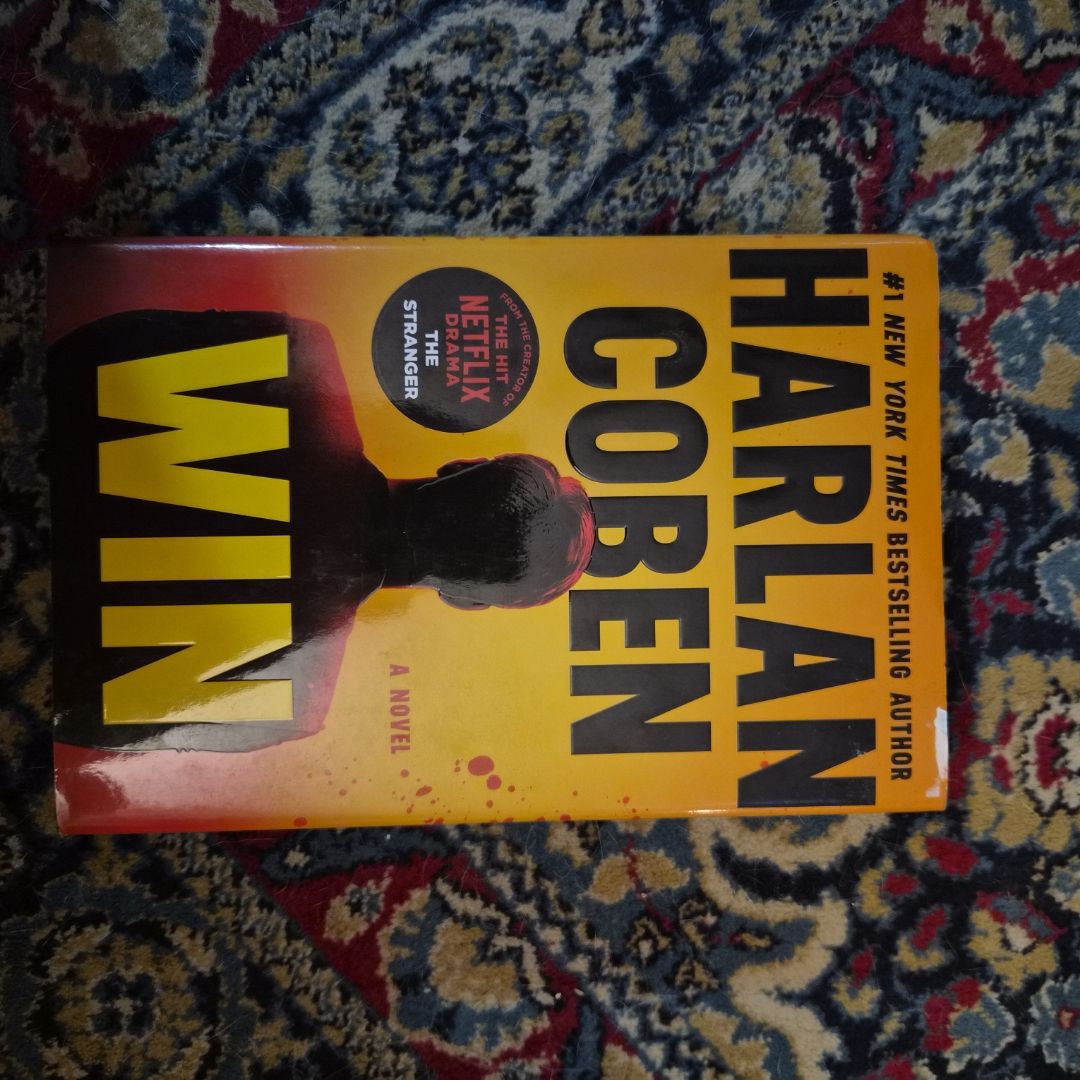 #1 NEW YORK TIMES BESTSELLING AUTHOR
HARLAN
COBEN
FROM THE CREATOR OF
THE HIT
NETFLIX
DRAMA
THE
STRANGER
A NOVEL
WIN